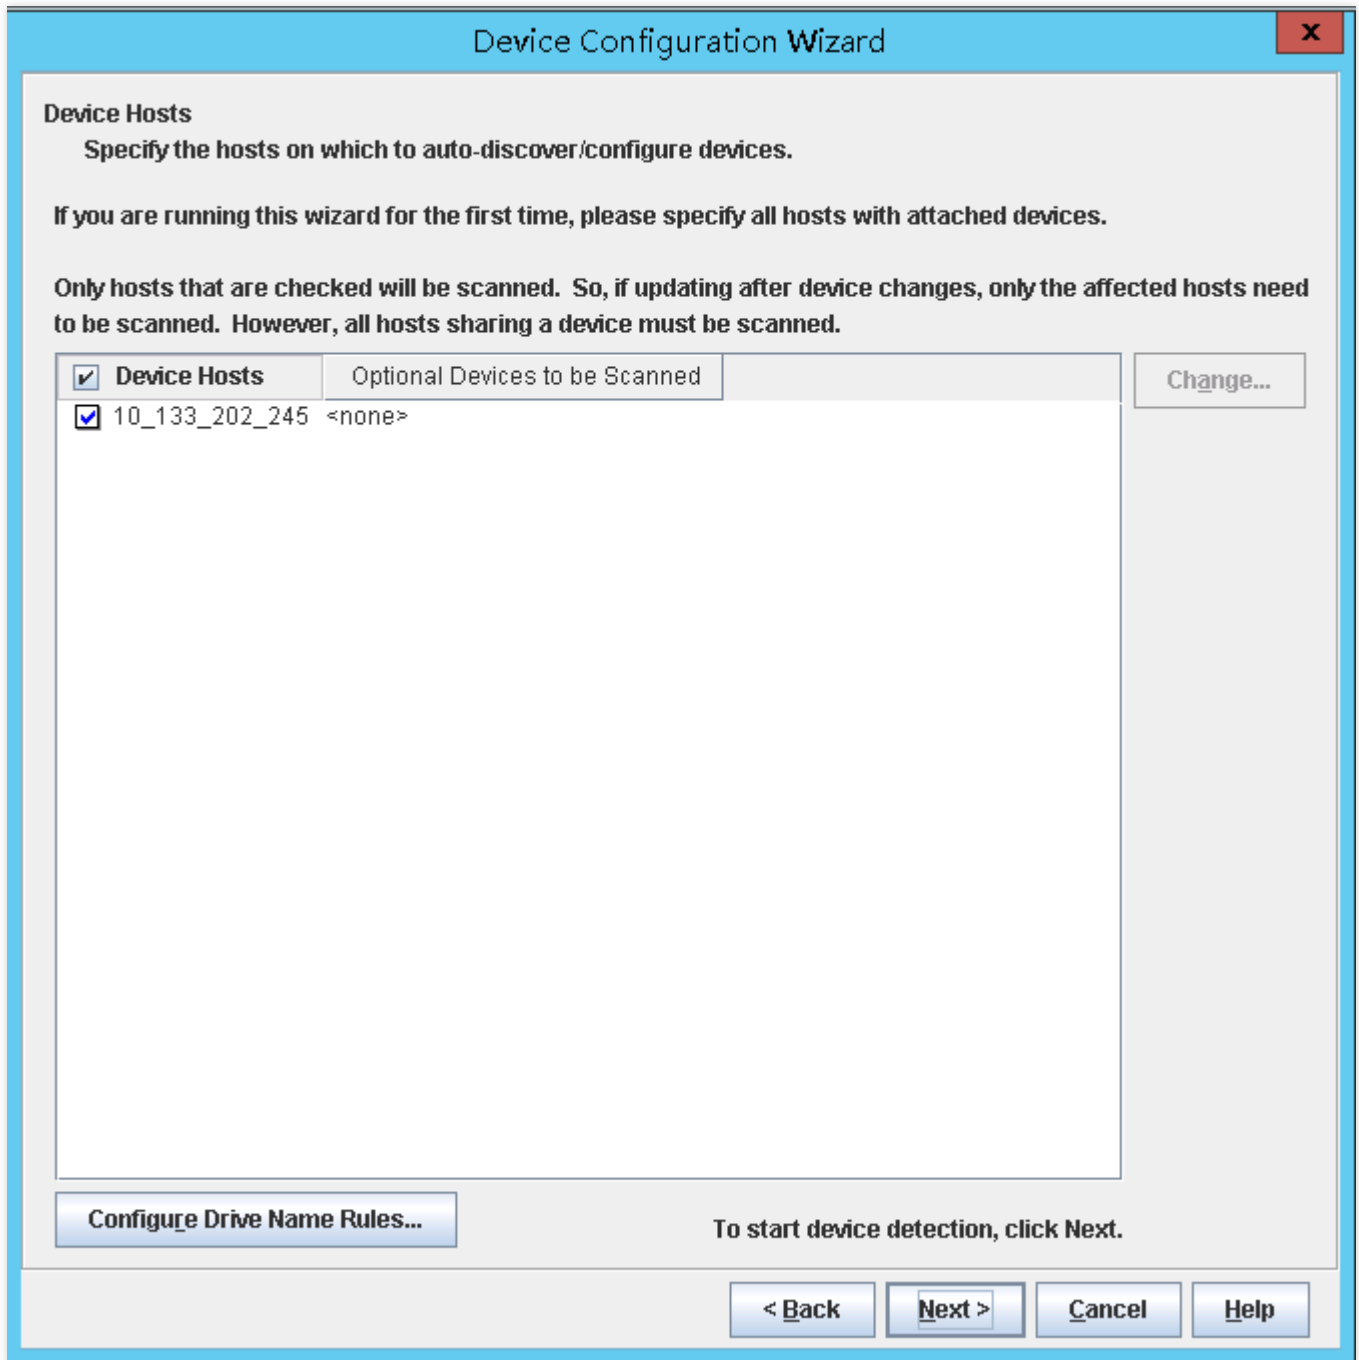 Device Configuration Wizard
x
Device Hosts
Specify the hosts on which to auto-discover/configure devices.
If you are running this wizard for the first time, please specify all hosts with attached devices.
Only hosts that are checked will be scanned.  So, if updating after device changes, only the affected hosts need
to be scanned.  However, all hosts sharing a device must be scanned.
Device Hosts Optional Devices to be Scanned
Change...
10_133_202_245 <none>
Configure Drive Name Rules...
To start device detection, click Next.
< Back Next > Cancel Help